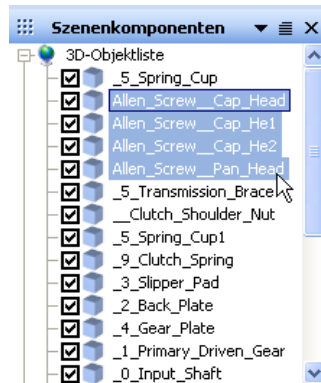 Szenenkomponenten
3D-Objektliste
_5_Spring_Cup
Allen_Screw__Cap_Head
Allen_Screw__Cap_He1
Allen_Screw__Cap_He2
Allen_Screw__Pan_Head
_5_Transmission_Brace
__Clutch_Shoulder_Nut
_5_Spring_Cup1
_9_Clutch_Spring
_3_Slipper_Pad
_2_Back_Plate
_4_Gear_Plate
_1_Primary_Driven_Gear
_0_Input_Shaft